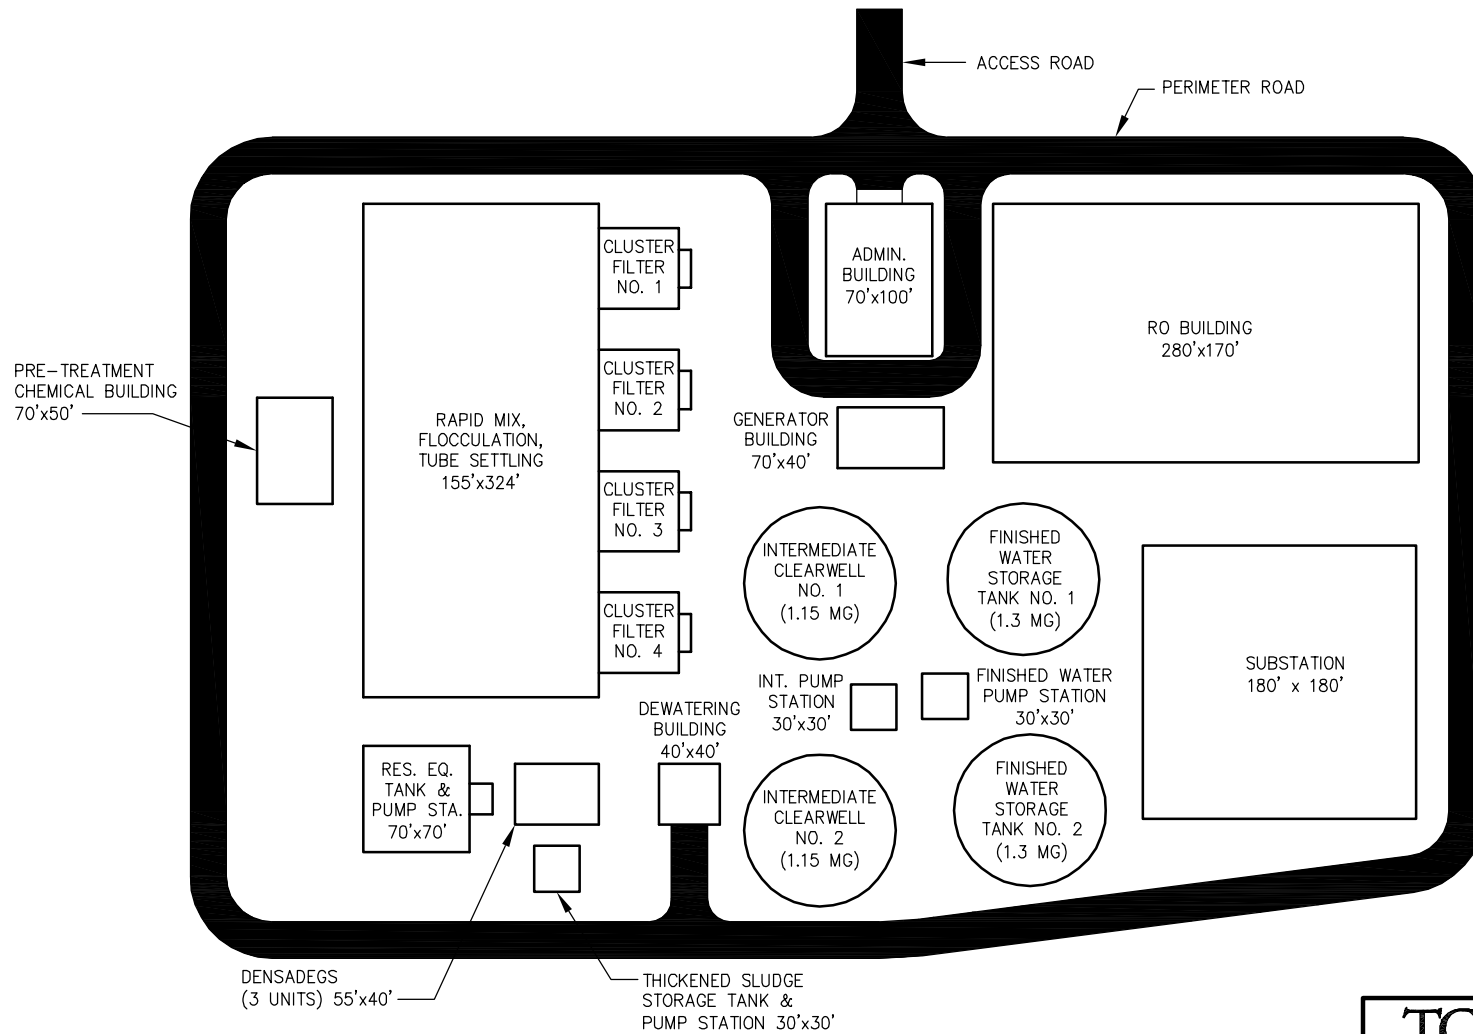 ACCESS ROAD
PERIMETER ROAD
CLUSTER
FILTER
NO. 1
ADMIN.
BUILDING
70'x100'
RO BUILDING
280'x170'
PRE-TREATMENT
CHEMICAL BUILDING
70'x50'
CLUSTER
FILTER
NO. 2
RAPID MIX,
FLOCCULATION,
TUBE SETTLING
155'x324'
GENERATOR
BUILDING
70'x40'
CLUSTER
FILTER
NO. 3
INTERMEDIATE
CLEARWELL
NO. 1
(1.15 MG)
FINISHED
WATER
STORAGE
TANK NO. 1
(1.3 MG)
CLUSTER
FILTER
NO. 4
SUBSTATION
180' x 180'
INT. PUMP
STATION
30'x30'
FINISHED WATER
PUMP STATION
30'x30'
DEWATERING
BUILDING
40'x40'
RES. EQ.
TANK &
PUMP STA.
70'x70'
INTERMEDIATE
CLEARWELL
NO. 2
(1.15 MG)
FINISHED
WATER
STORAGE
TANK NO. 2
(1.3 MG)
DENSADEGS
(3 UNITS) 55'x40'
THICKENED SLUDGE
STORAGE TANK &
PUMP STATION 30'x30'